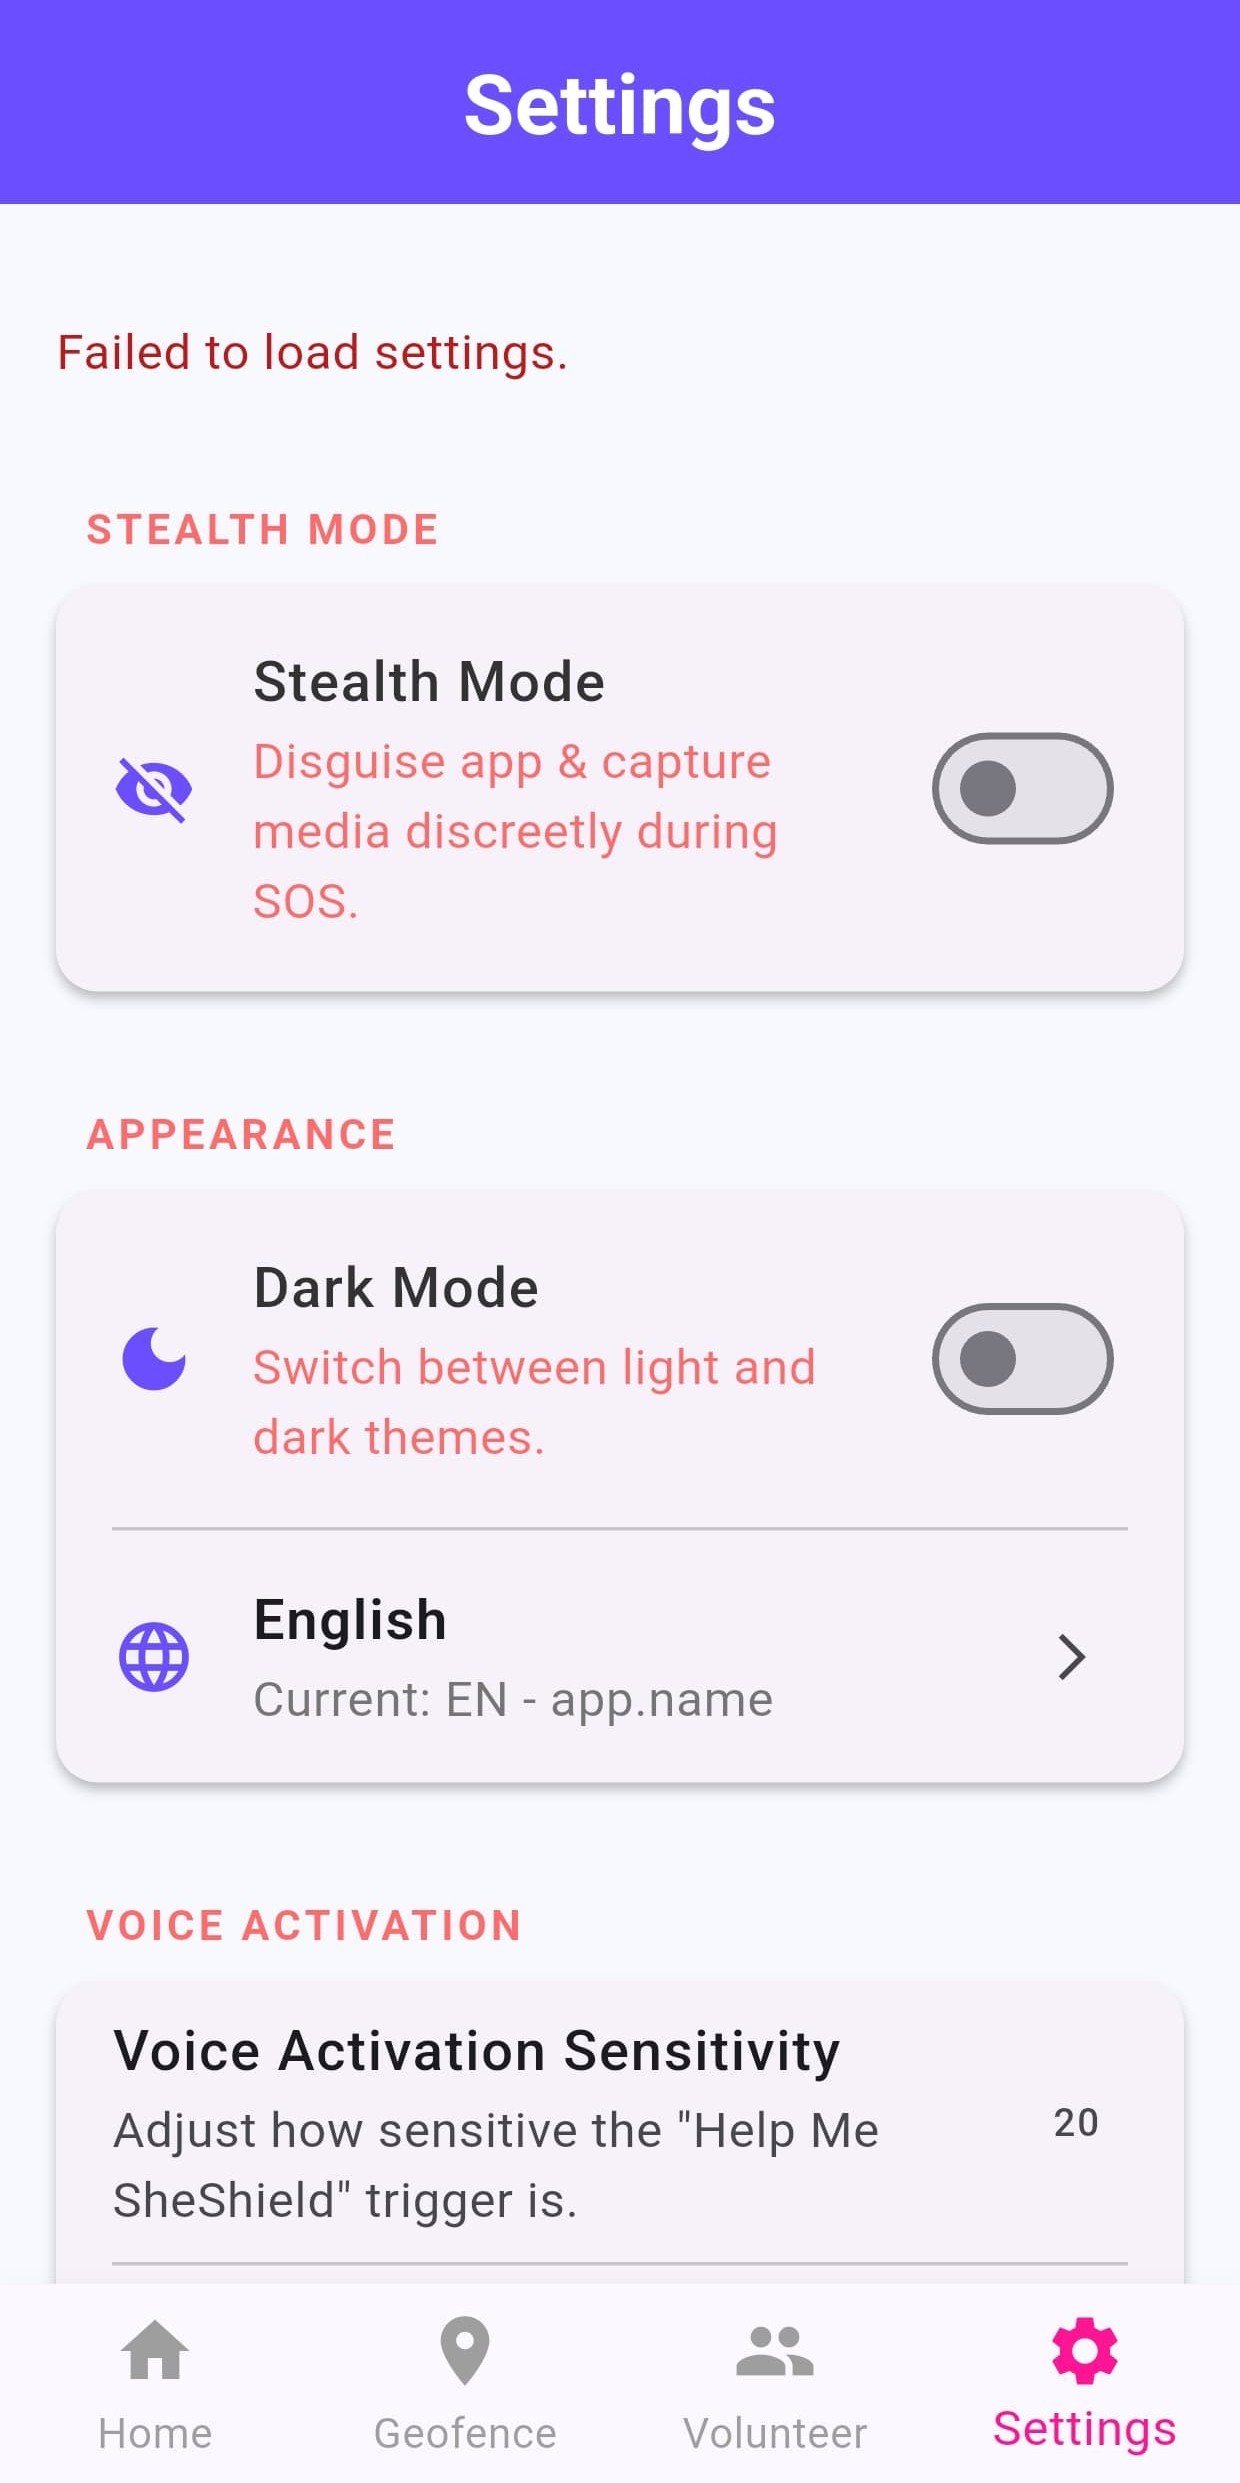 Settings
Failed to load settings.
STEALTH MODE
Stealth Mode
Disguise app & capture
media discreetly during
SOS.
APPEARANCE
Dark Mode
Switch between light and
dark themes.
English
Current: EN - app.name
VOICE ACTIVATION
Voice Activation Sensitivity
Adjust how sensitive the "Help Me
SheShield" trigger is.
20
Home
Geofence
Volunteer
Settings